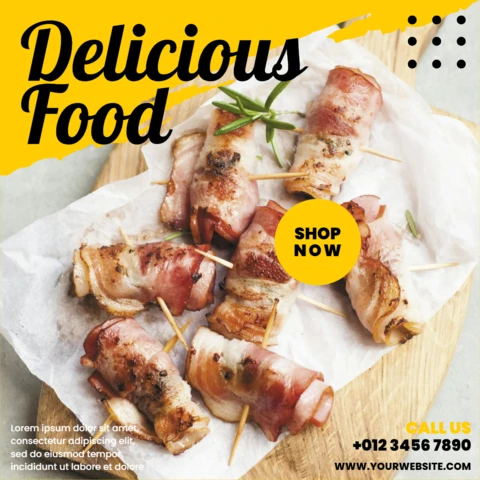 Delicious
Food
SHOP
NOW
Lorem ipsum dolor sit amet,
consectetur adipiscing elit,
sed do eiusmod tempor
incididunt ut labore et dolore
CALL US
+012 3456 7890
WWW.YOURWEBSITE.COM